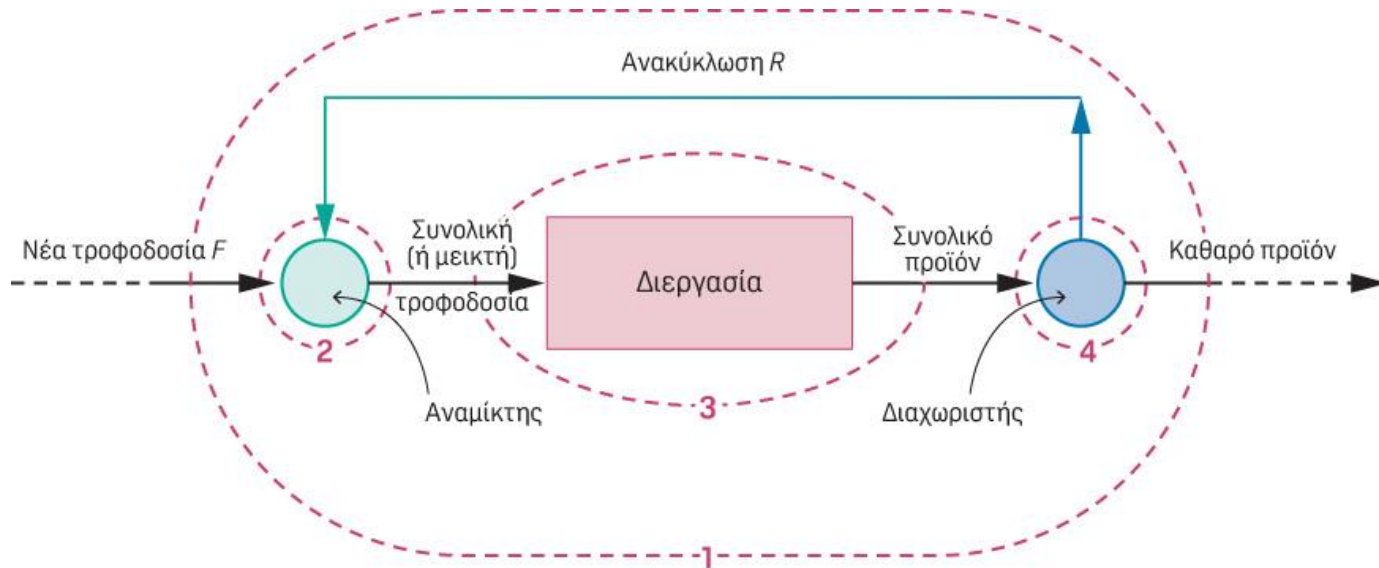 Ανακύκλωση R
Νέα τροφοδοσία F
Συνολική
(ή μεικτή)
τροφοδοσία
Διεργασία
Συνολικό
προϊόν
Καθαρό προϊόν
2
4
Αναμίκτης
3
Διαχωριστής
1